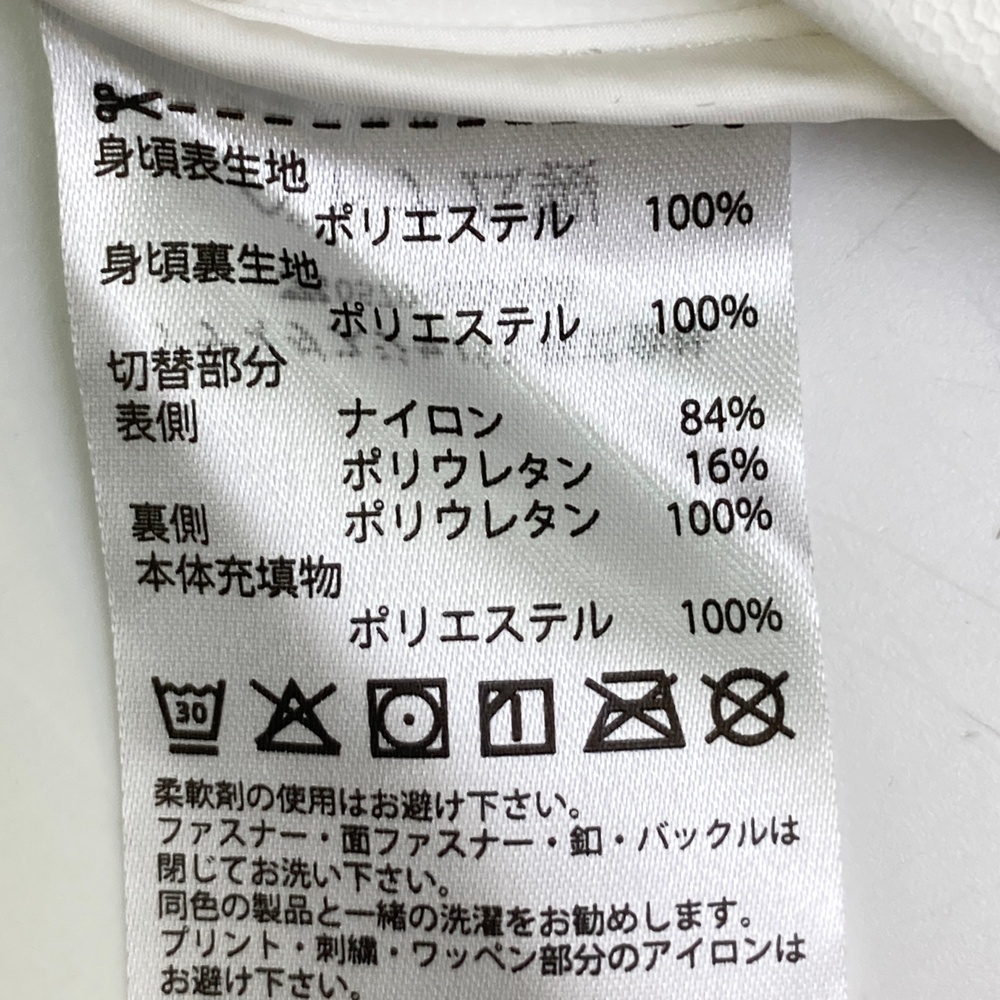 身頃表生地
ポリエステル 100%
身頃裏生地
ポリエステル 100%
切替部分
表側 ナイロン 84%
ポリウレタン 16%
裏側 ポリウレタン 100%
本体充填物
ポリエステル 100%
30
柔軟剤の使用はお避け下さい。
ファスナー・面ファスナー・釦・バックルは
閉じてお洗い下さい。
同色の製品と一緒の洗濯をお勧めします。
プリント・刺繍・ワッペン部分のアイロンは
お避け下さい。